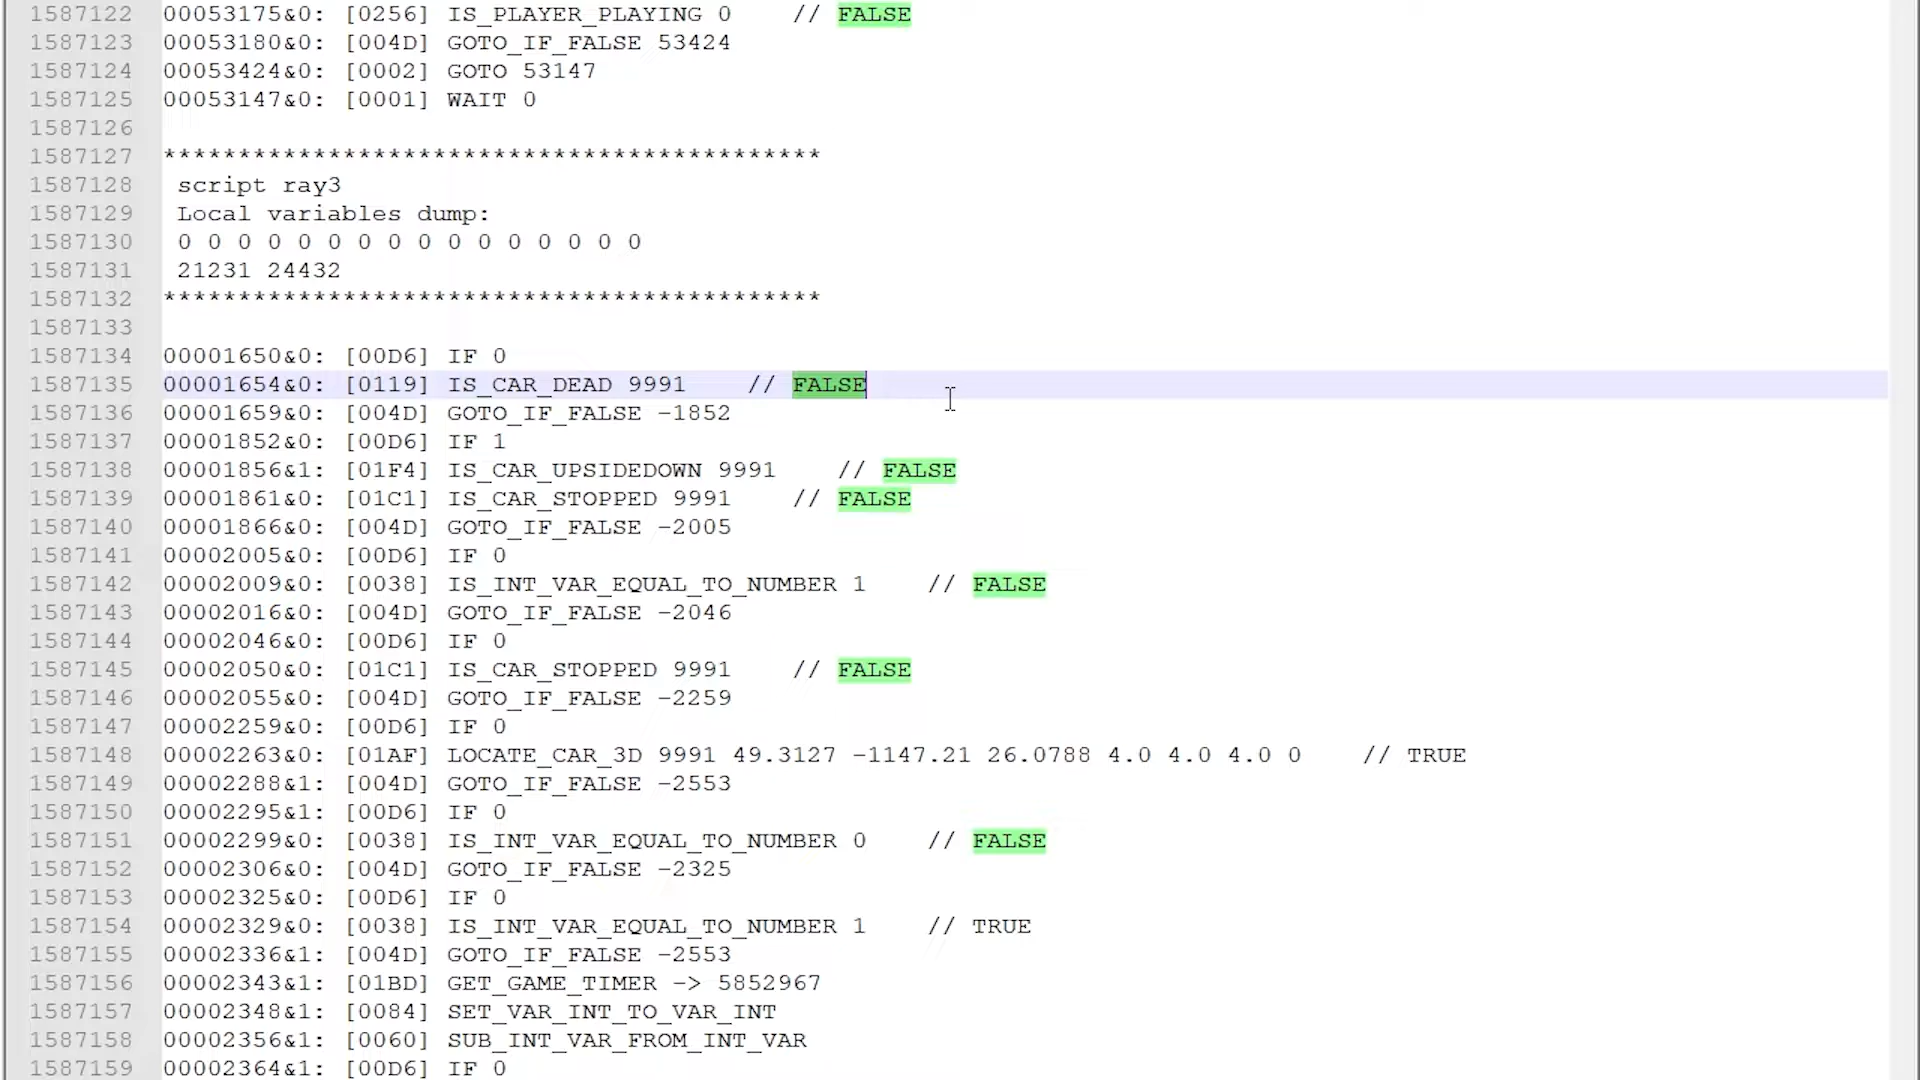 1587122 00053175&0: [0256] IS_PLAYER_PLAYING 0 // FALSE
1587123 00053180&0: [004D] GOTO_IF_FALSE 53424
1587124 00053424&0: [0002] GOTO 53147
1587125 00053147&0: [0001] WAIT 0
1587126
1587127 ********************************************
1587128 script ray3
1587129 Local variables dump:
1587130 0 0 0 0 0 0 0 0 0 0 0 0 0 0 0 0
1587131 21231 24432
1587132 ********************************************
1587133
1587134 00001650&0: [00D6] IF 0
1587135 00001654&0: [0119] IS_CAR_DEAD 9991 // FALSE
1587136 00001659&0: [004D] GOTO_IF_FALSE -1852
1587137 00001852&0: [00D6] IF 1
1587138 00001856&1: [01F4] IS_CAR_UPSIDEDOWN 9991 // FALSE
1587139 00001861&0: [01C1] IS_CAR_STOPPED 9991 // FALSE
1587140 00001866&0: [004D] GOTO_IF_FALSE -2005
1587141 00002005&0: [00D6] IF 0
1587142 00002009&0: [0038] IS_INT_VAR_EQUAL_TO_NUMBER 1 // FALSE
1587143 00002016&0: [004D] GOTO_IF_FALSE -2046
1587144 00002046&0: [00D6] IF 0
1587145 00002050&0: [01C1] IS_CAR_STOPPED 9991 // FALSE
1587146 00002055&0: [004D] GOTO_IF_FALSE -2259
1587147 00002259&0: [00D6] IF 0
1587148 00002263&0: [01AF] LOCATE_CAR_3D 9991 49.3127 -1147.21 26.0788 4.0 4.0 4.0 0 // TRUE
1587149 00002288&1: [004D] GOTO_IF_FALSE -2553
1587150 00002295&1: [00D6] IF 0
1587151 00002299&0: [0038] IS_INT_VAR_EQUAL_TO_NUMBER 0 // FALSE
1587152 00002306&0: [004D] GOTO_IF_FALSE -2325
1587153 00002325&0: [00D6] IF 0
1587154 00002329&0: [0038] IS_INT_VAR_EQUAL_TO_NUMBER 1 // TRUE
1587155 00002336&1: [004D] GOTO_IF_FALSE -2553
1587156 00002343&1: [01BD] GET_GAME_TIMER -> 5852967
1587157 00002348&1: [0084] SET_VAR_INT_TO_VAR_INT
1587158 00002356&1: [0060] SUB_INT_VAR_FROM_INT_VAR
1587159 00002364&1: [00D6] IF 0